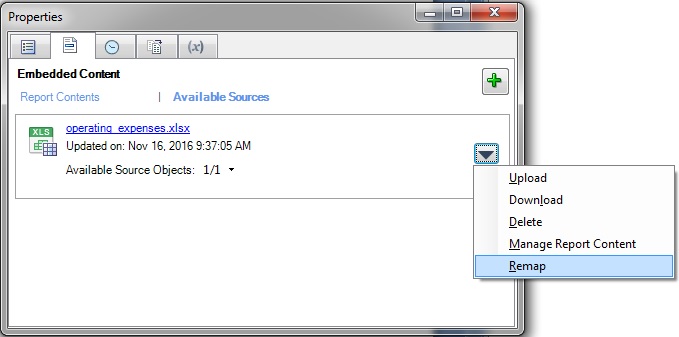 Properties
(x)
Embedded Content
Report Contents | Available Sources
XLS
operating_expenses.xlsx
Updated on: Nov 16, 2016 9:37:05 AM
Available Source Objects: 1/1
Upload
Download
Delete
Manage Report Content
Remap